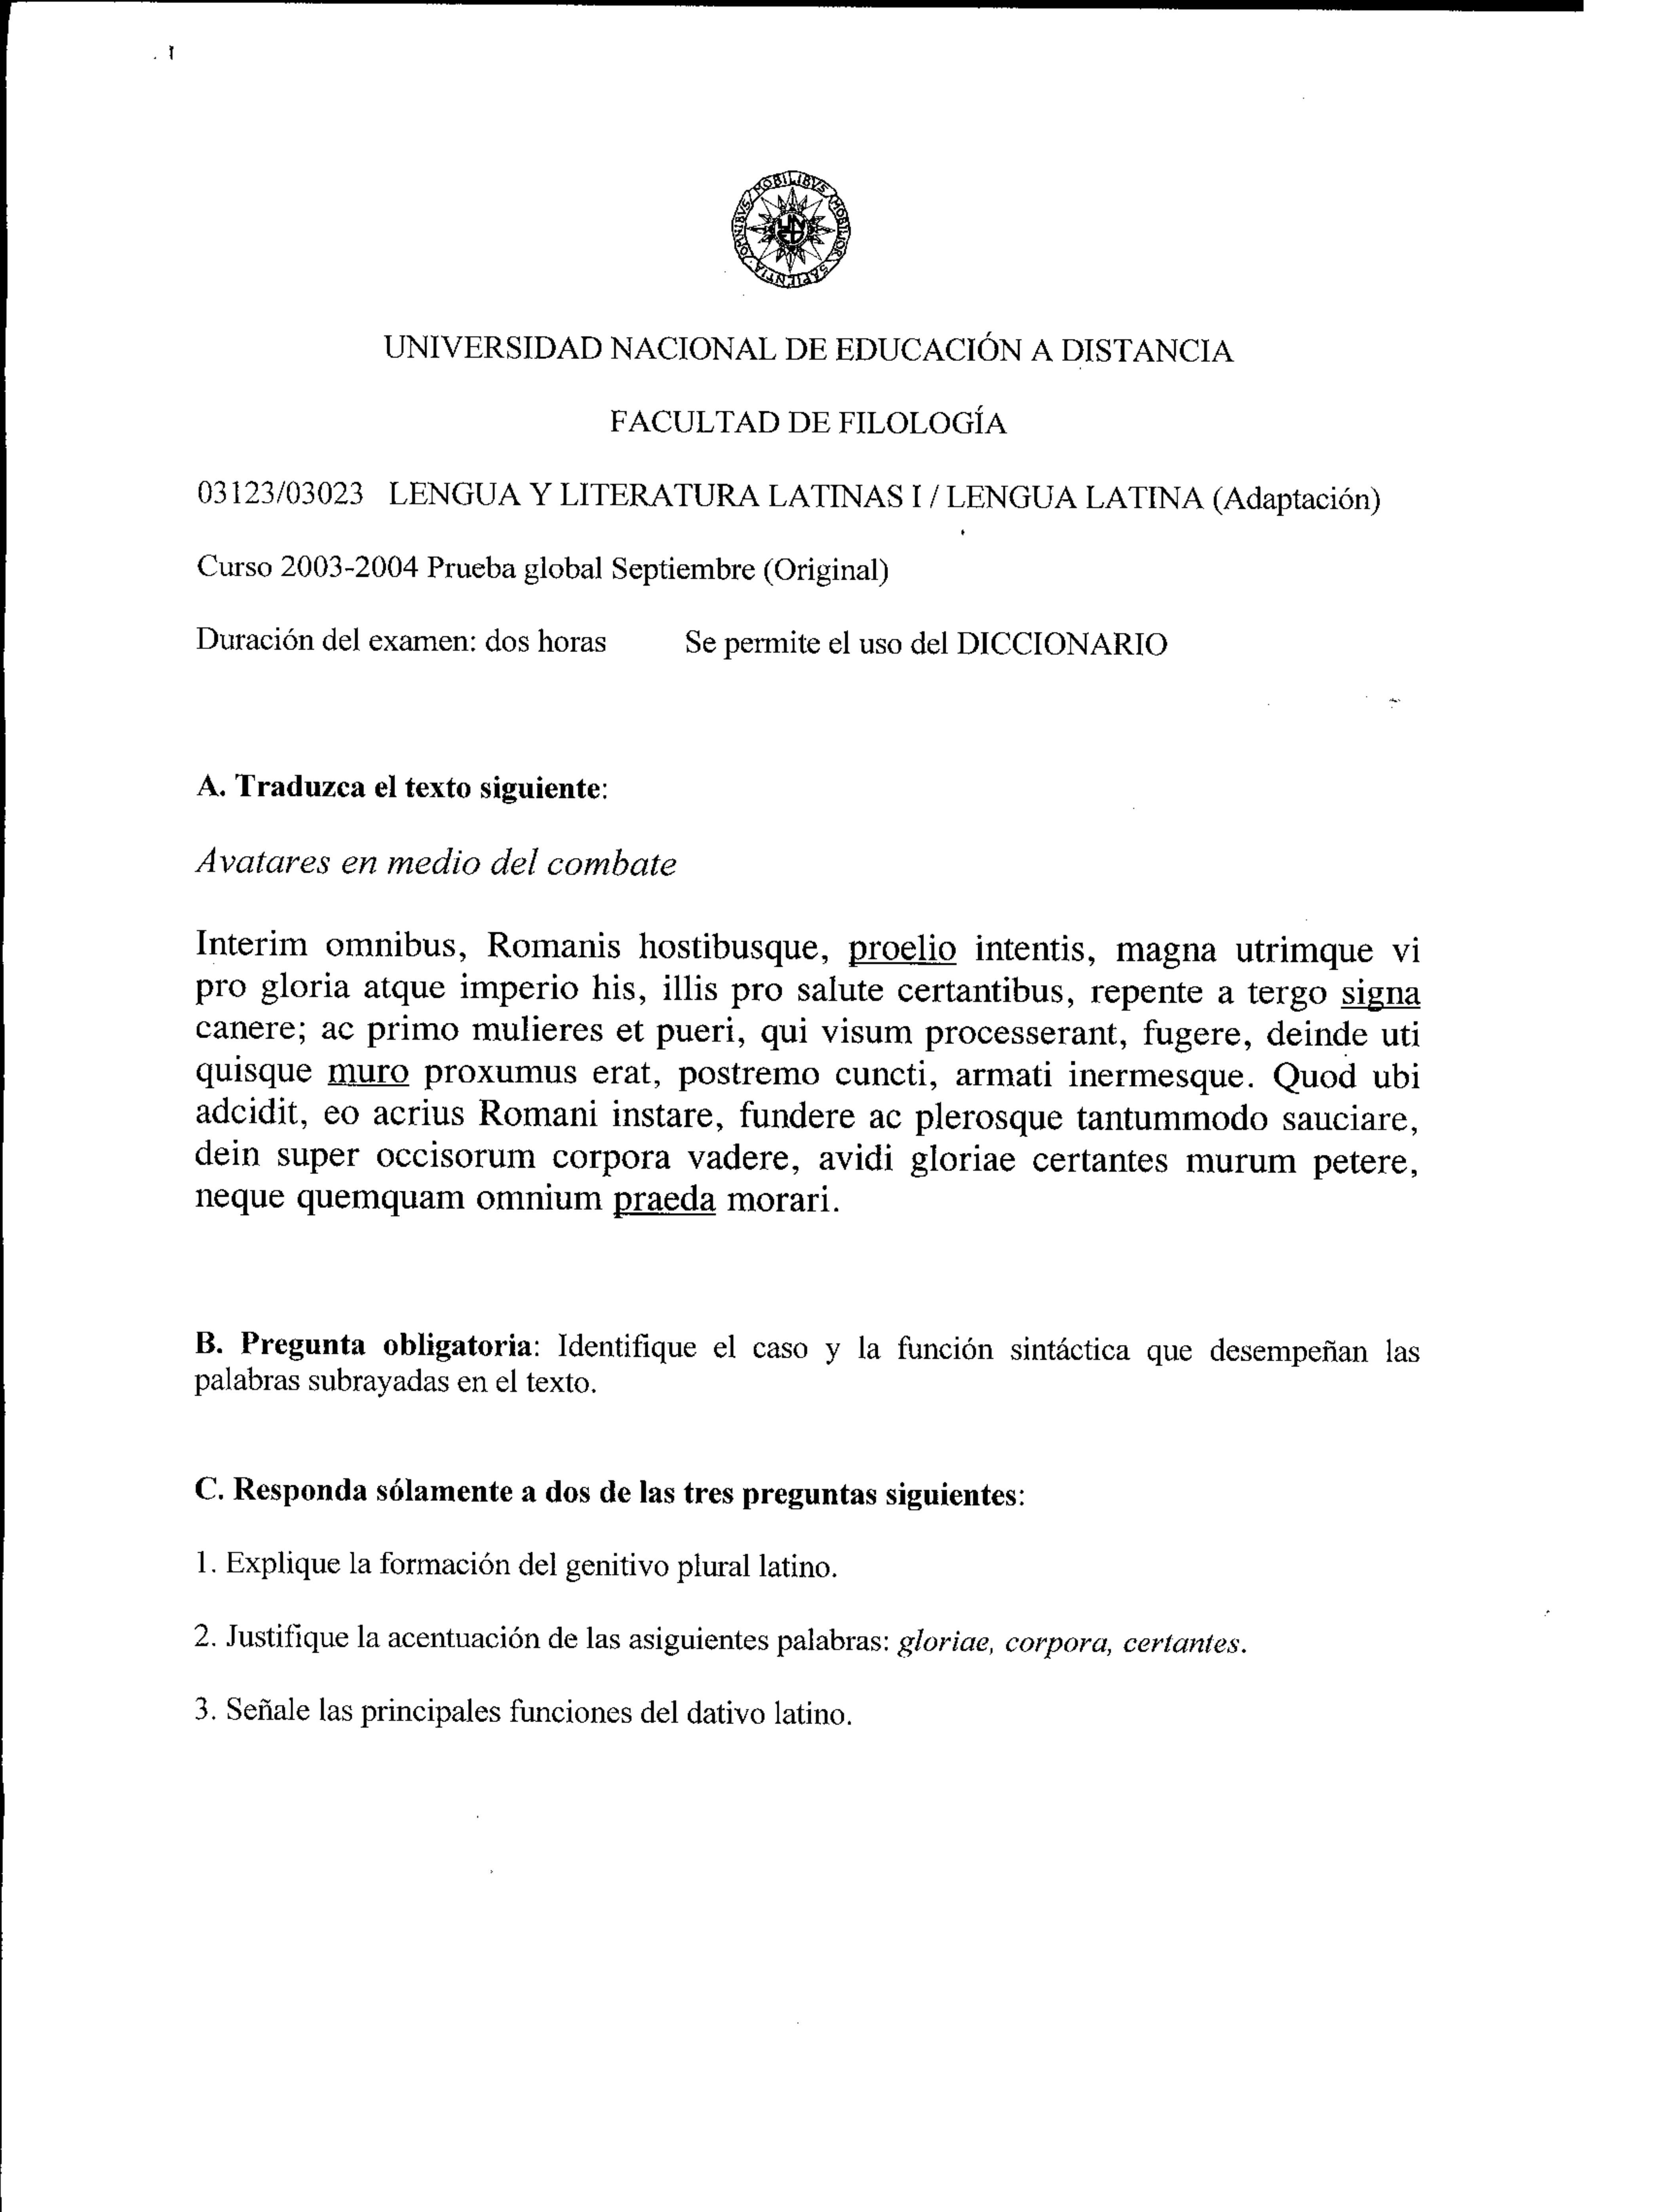 OMNIBVS MOBILIBVS MOBILIOR SAPIENTIA
UNED
UNIVERSIDAD NACIONAL DE EDUCACIÓN A DISTANCIA
FACULTAD DE FILOLOGÍA
03123/03023 LENGUA Y LITERATURA LATINAS I / LENGUA LATINA (Adaptación)
Curso 2003-2004 Prueba global Septiembre (Original)
Duración del examen: dos horas Se permite el uso del DICCIONARIO
A. Traduzca el texto siguiente:
Avatares en medio del combate
Interim omnibus, Romanis hostibusque, proelio intentis, magna utrimque vi
pro gloria atque imperio his, illis pro salute certantibus, repente a tergo signa
canere; ac primo mulieres et pueri, qui visum processerant, fugere, deinde uti
quisque muro proxumus erat, postremo cuncti, armati inermesque. Quod ubi
adcidit, eo acrius Romani instare, fundere ac plerosque tantummodo sauciare,
dein super occisorum corpora vadere, avidi gloriae certantes murum petere,
neque quemquam omnium praeda morari.
B. Pregunta obligatoria: Identifique el caso y la función sintáctica que desempeñan las
palabras subrayadas en el texto.
C. Responda sólamente a dos de las tres preguntas siguientes:
1. Explique la formación del genitivo plural latino.
2. Justifique la acentuación de las asiguientes palabras: gloriae, corpora, certantes.
3. Señale las principales funciones del dativo latino.